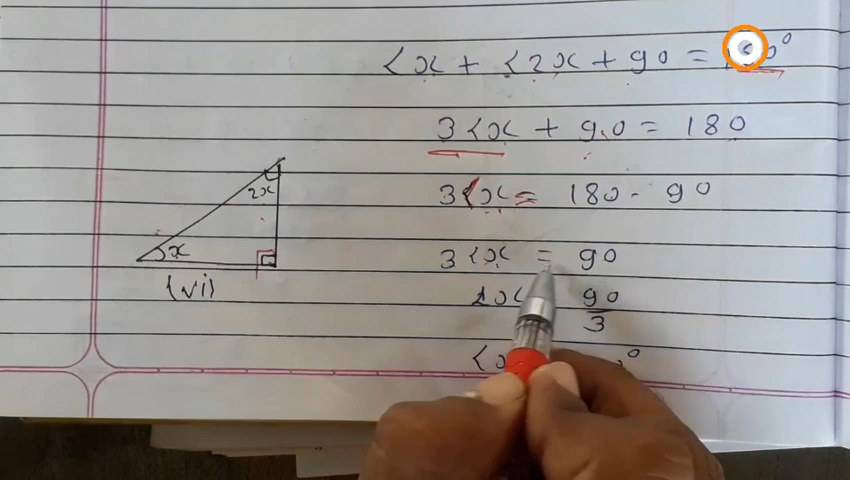 <x + <2x + 90 =
3<x + 90 = 180
3<x = 180 - 90
3<x = 90
<x 90
3
2x
x
(vi)